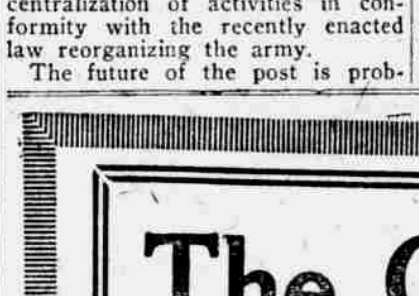 centralization of activities in con-
formity with the recently enacted
law reorganizing the army.
The future of the post is prob-
The